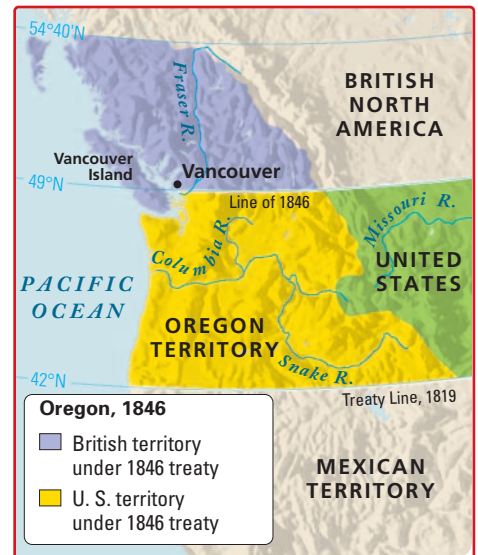 54°40'N
BRITISH
NORTH
AMERICA
Fraser R.
Vancouver
Island
Vancouver
49°N
Line of 1846
Missouri R.
Columbia R.
UNITED
STATES
PACIFIC
OCEAN
OREGON
TERRITORY
Snake R.
42°N
Treaty Line, 1819
Oregon, 1846
British territory
under 1846 treaty
U. S. territory
under 1846 treaty
MEXICAN
TERRITORY